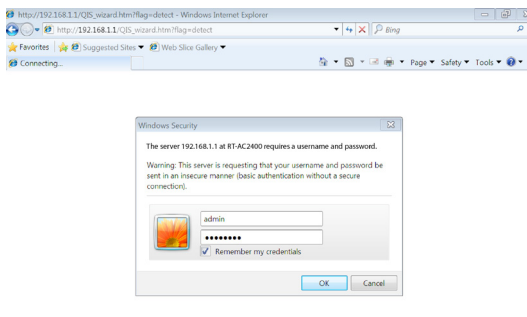 http://192.168.1.1/QIS_wizard.htm?flag=detect - Windows Internet Explorer
http://192.168.1.1/QIS_wizard.htm?flag=detect
Bing
Favorites
Suggested Sites
Web Slice Gallery
Connecting...
Page
Safety
Tools
Windows Security
The server 192.168.1.1 at RT-AC2400 requires a username and password.
Warning: This server is requesting that your username and password be
sent in an insecure manner (basic authentication without a secure
connection).
admin
••••••••
Remember my credentials
OK
Cancel